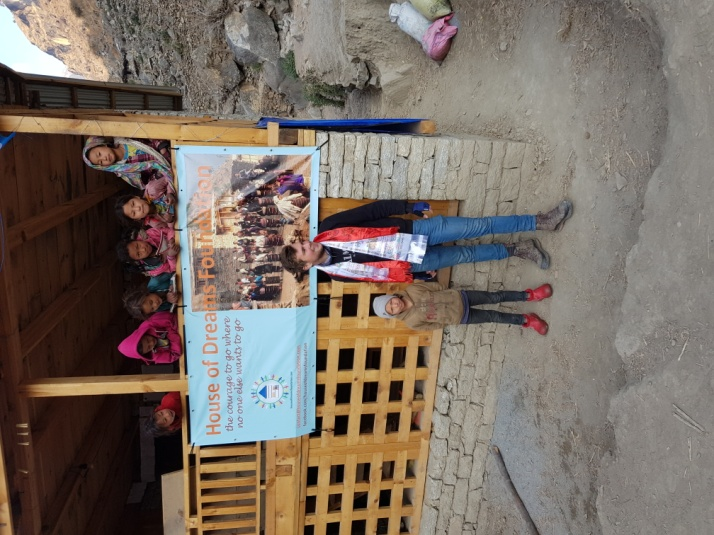 House of Dreams Foundation
the courage to go where
no one else wants to go